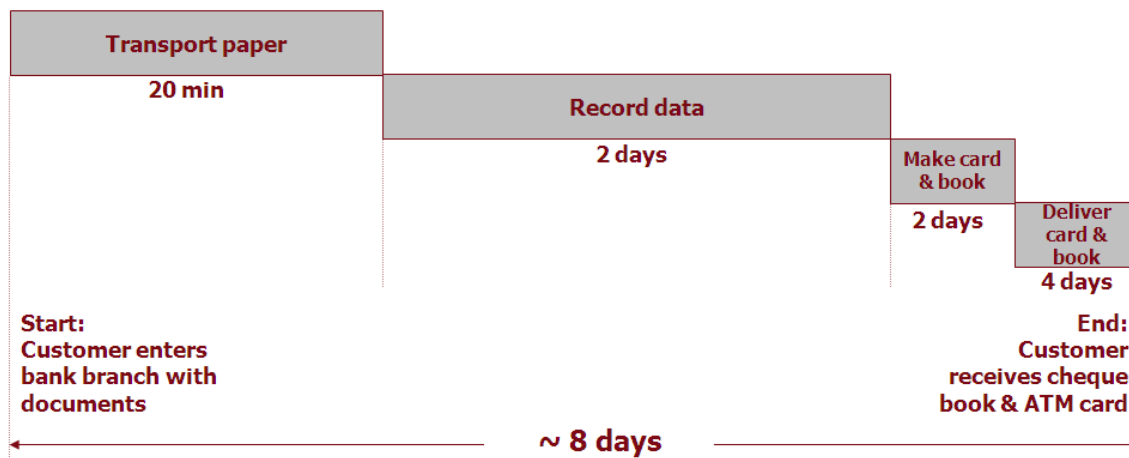 Transport paper
20 min
Record data
2 days
Make card
& book
2 days
Deliver
card &
book
4 days
Start:
Customer enters
bank branch with
documents
End:
Customer
receives cheque
book & ATM card
~ 8 days